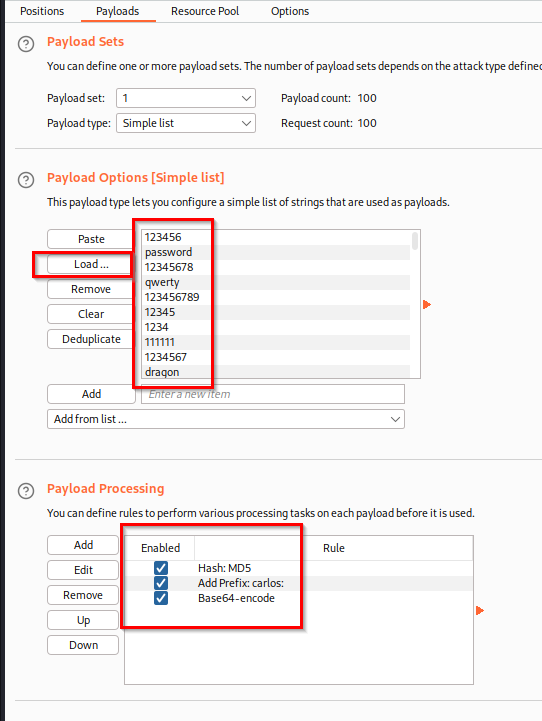 Positions Payloads Resource Pool Options
Payload Sets
You can define one or more payload sets. The number of payload sets depends on the attack type defined
Payload set: 1 Payload count: 100
Payload type: Simple list Request count: 100
Payload Options [Simple list]
This payload type lets you configure a simple list of strings that are used as payloads.
Paste
Load ...
Remove
Clear
Deduplicate
123456
password
12345678
qwerty
123456789
12345
1234
111111
1234567
dragon
Add Enter a new item
Add from list ...
Payload Processing
You can define rules to perform various processing tasks on each payload before it is used.
Add
Edit
Remove
Up
Down
Enabled Rule
Hash: MD5
Add Prefix: carlos:
Base64-encode